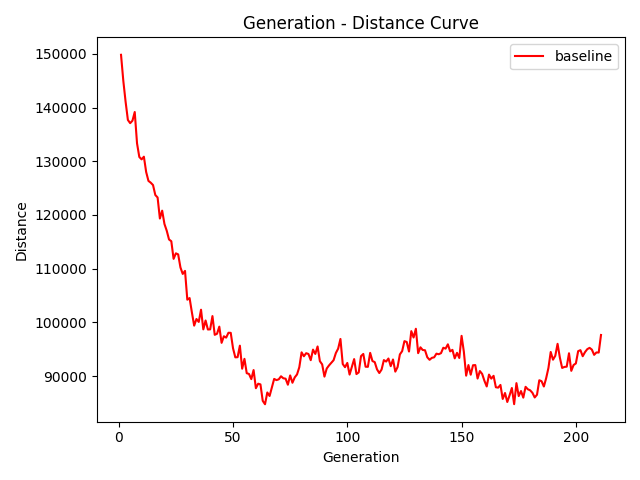 Generation - Distance Curve
baseline
150000
140000
130000
120000
110000
100000
90000
Distance
0 50 100 150 200
Generation